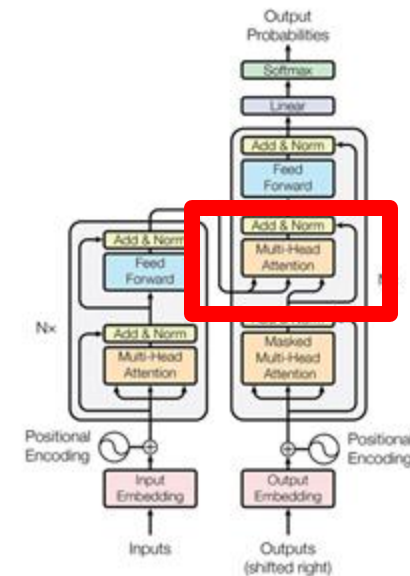 Output
Probabilities
Softmax
Linear
Add & Norm
Feed
Forward
Add & Norm
Multi-Head
Attention
Add & Norm
Masked
Multi-Head
Attention
Nx
Add & Norm
Feed
Forward
Add & Norm
Multi-Head
Attention
Positional
Encoding
Positional
Encoding
Input
Embedding
Output
Embedding
Inputs
Outputs
(shifted right)